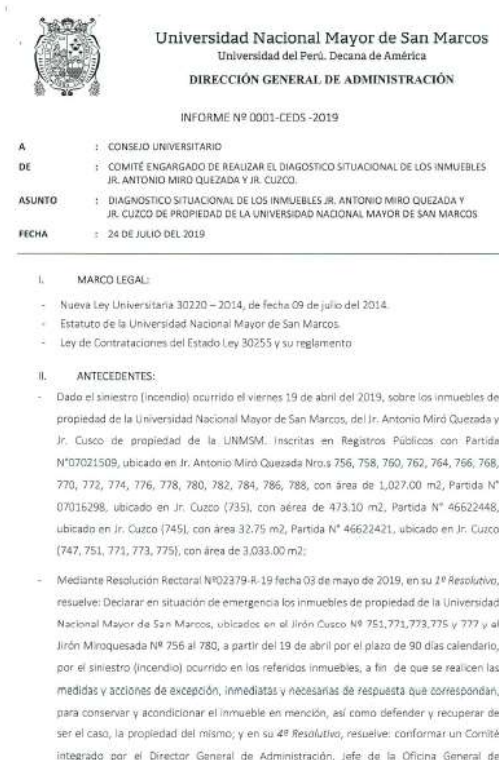 Universidad Nacional Mayor de San Marcos
Universidad del Perú. Decana de América
DIRECCIÓN GENERAL DE ADMINISTRACIÓN
INFORME Nº 0001-CEDS -2019
A : CONSEJO UNIVERSITARIO
DE : COMITÉ ENGARGADO DE REALIZAR EL DIAGOSTICO SITUACIONAL DE LOS INMUEBLES
JR. ANTONIO MIRO QUEZADA Y JR. CUZCO.
ASUNTO : DIAGNOSTICO SITUACIONAL DE LOS INMUEBLES JR. ANTONIO MIRO QUEZADA Y
JR. CUZCO DE PROPIEDAD DE LA UNIVERSIDAD NACIONAL MAYOR DE SAN MARCOS
FECHA : 24 DE JULIO DEL 2019
I. MARCO LEGAL:
- Nueva Ley Universitaria 30220 – 2014, de fecha 09 de julio del 2014.
- Estatuto de la Universidad Nacional Mayor de San Marcos.
- Ley de Contrataciones del Estado Ley 30255 y su reglamento
II. ANTECEDENTES:
- Dado el siniestro (incendio) ocurrido el viernes 19 de abril del 2019, sobre los inmuebles de
propiedad de la Universidad Nacional Mayor de San Marcos, del Jr. Antonio Miró Quezada y
Jr. Cusco de propiedad de la UNMSM. Inscritas en Registros Públicos con Partida
N°07021509, ubicado en Jr. Antonio Miró Quezada Nro.s 756, 758, 760, 762, 764, 766, 768,
770, 772, 774, 776, 778, 780, 782, 784, 786, 788, con área de 1,027.00 m2, Partida N°
07016298, ubicado en Jr. Cuzco (735), con aérea de 473.10 m2, Partida N° 46622448,
ubicado en Jr. Cuzco (745), con área 32.75 m2, Partida N° 46622421, ubicado en Jr. Cuzco
(747, 751, 771, 773, 775), con área de 3,033.00 m2;
- Mediante Resolución Rectoral Nº02379-R-19 fecha 03 de mayo de 2019, en su 1º Resolutivo,
resuelve: Declarar en situación de emergencia los inmuebles de propiedad de la Universidad
Nacional Mayor de San Marcos, ubicados en el Jirón Cusco Nº 751,771,773,775 y 777 y al
Jirón Miroquesada Nº 756 al 780, a partir del 19 de abril por el plazo de 90 días calendario,
por el siniestro (incendio) ocurrido en los referidos inmuebles, a fin de que se realicen las
medidas y acciones de excepción, inmediatas y necesarias de respuesta que correspondan,
para conservar y acondicionar el inmueble en mención, así como defender y recuperar de
ser el caso, la propiedad del mismo; y en su 4º Resolutivo, resuelve: conformar un Comité
integrado por el Director General de Administración, Jefe de la Oficina General de